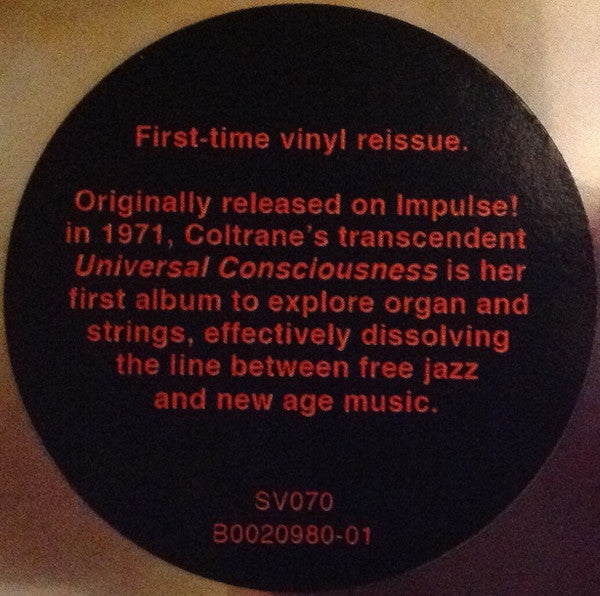 First-time vinyl reissue.
Originally released on Impulse!
in 1971, Coltrane's transcendent
Universal Consciousness is her
first album to explore organ and
strings, effectively dissolving
the line between free jazz
and new age music.
SV070
B0020980-01